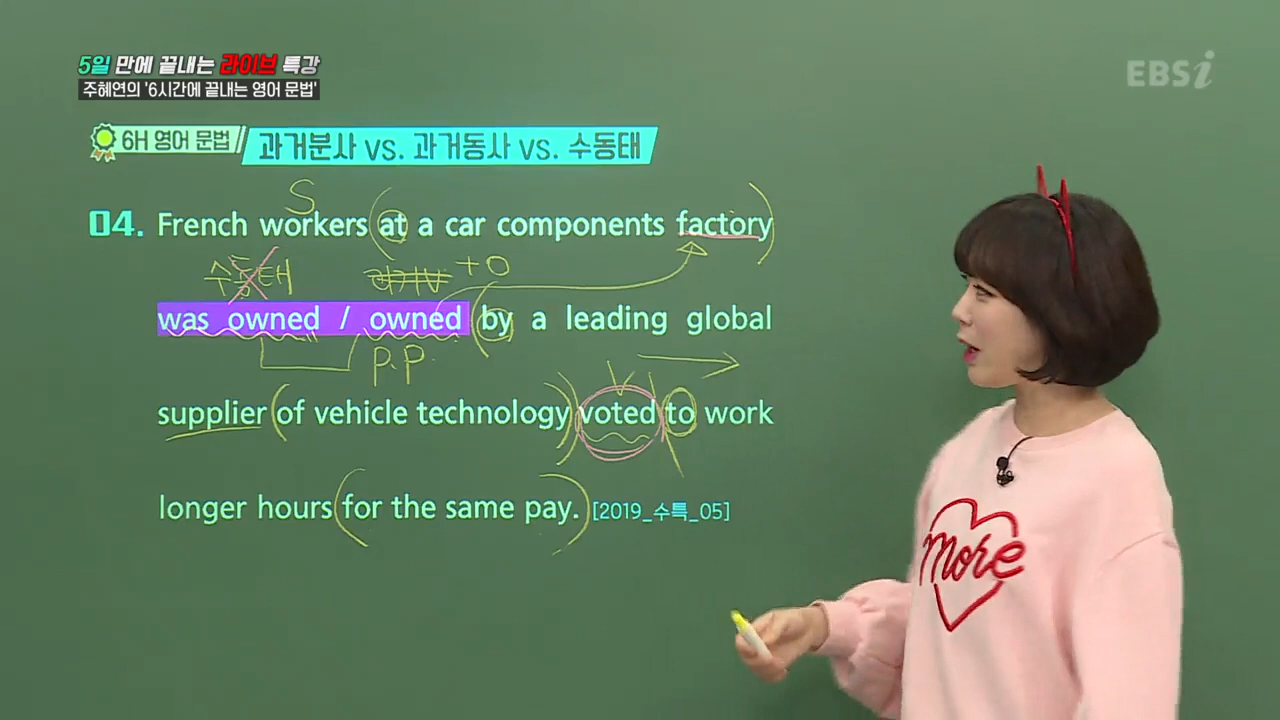 5일 만에 끝내는 라이브 특강
주혜연의 '6시간에 끝내는 영어 문법'
EBSi
6H 영어 문법
과거분사 vs. 과거동사 vs. 수동태
S
04. French workers at a car components factory
수동태 +O
was owned / owned by a leading global
P.P
V
supplier of vehicle technology voted to work
longer hours for the same pay. [2019_수특_05]
more